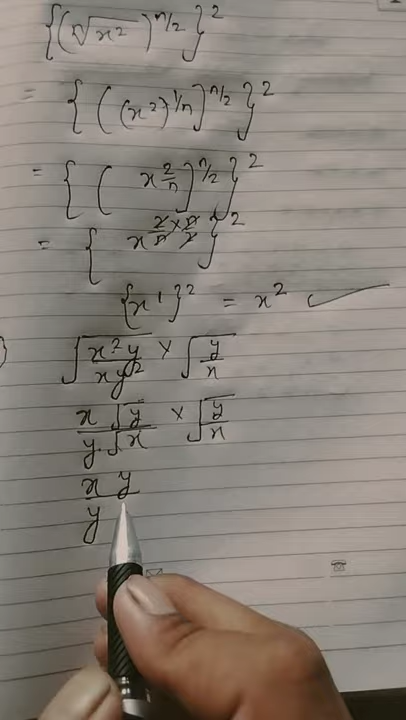 {(ⁿ√x²)^n/2}²
= {((x²)^1/n)^n/2}²
= {(x^2/n)^n/2}²
= {x^2/n × n/2}²
{x¹}² = x² ✓
) √(x²y/xy²) × √(y/x)
x√y/y√x × √(y/x)
x y/y